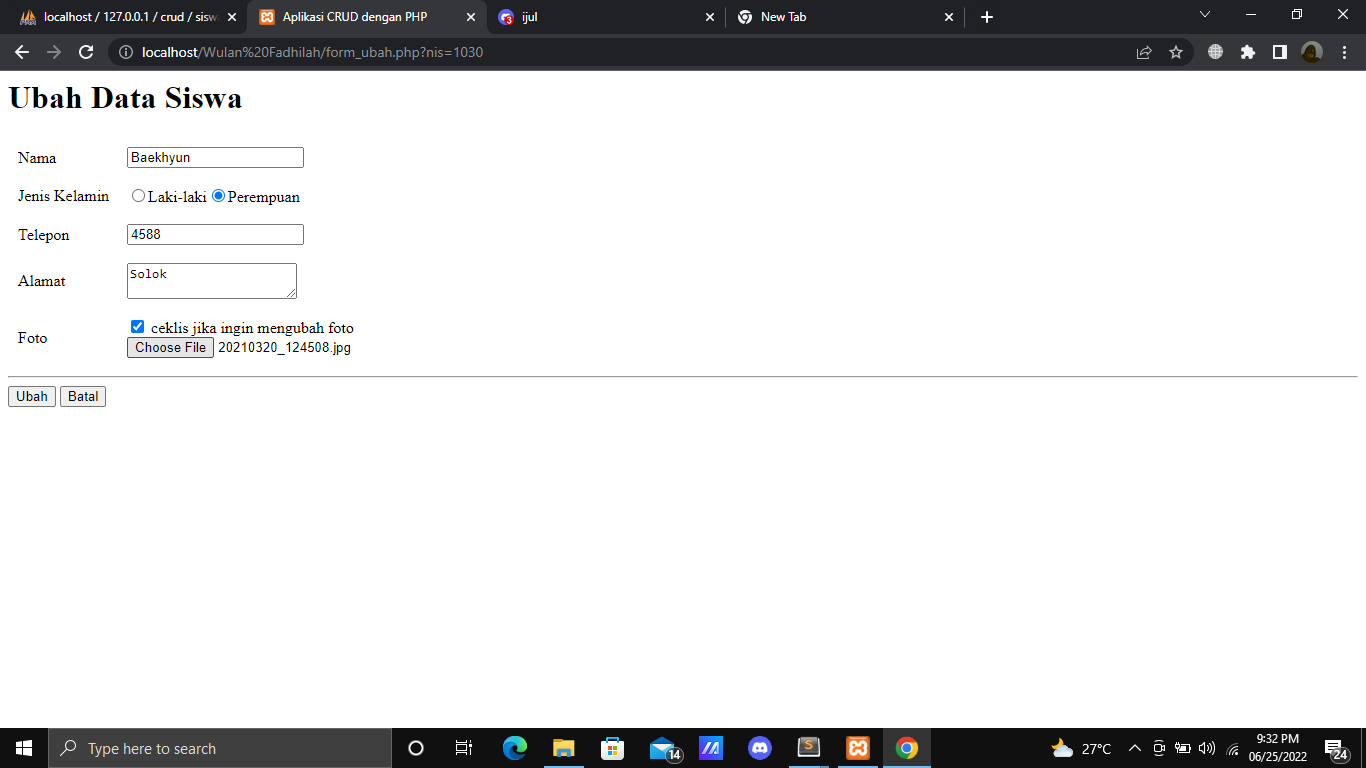 localhost / 127.0.0.1 / crud / sisw
Aplikasi CRUD dengan PHP
3
ijul
New Tab
localhost/Wulan%20Fadhilah/form_ubah.php?nis=1030
Ubah Data Siswa
Nama Baekhyun
Jenis Kelamin Laki-laki Perempuan
Telepon 4588
Alamat Solok
ceklis jika ingin mengubah foto
Foto
Choose File 20210320_124508.jpg
Ubah Batal
Type here to search
14
S
27°C
9:32 PM
06/25/2022
24